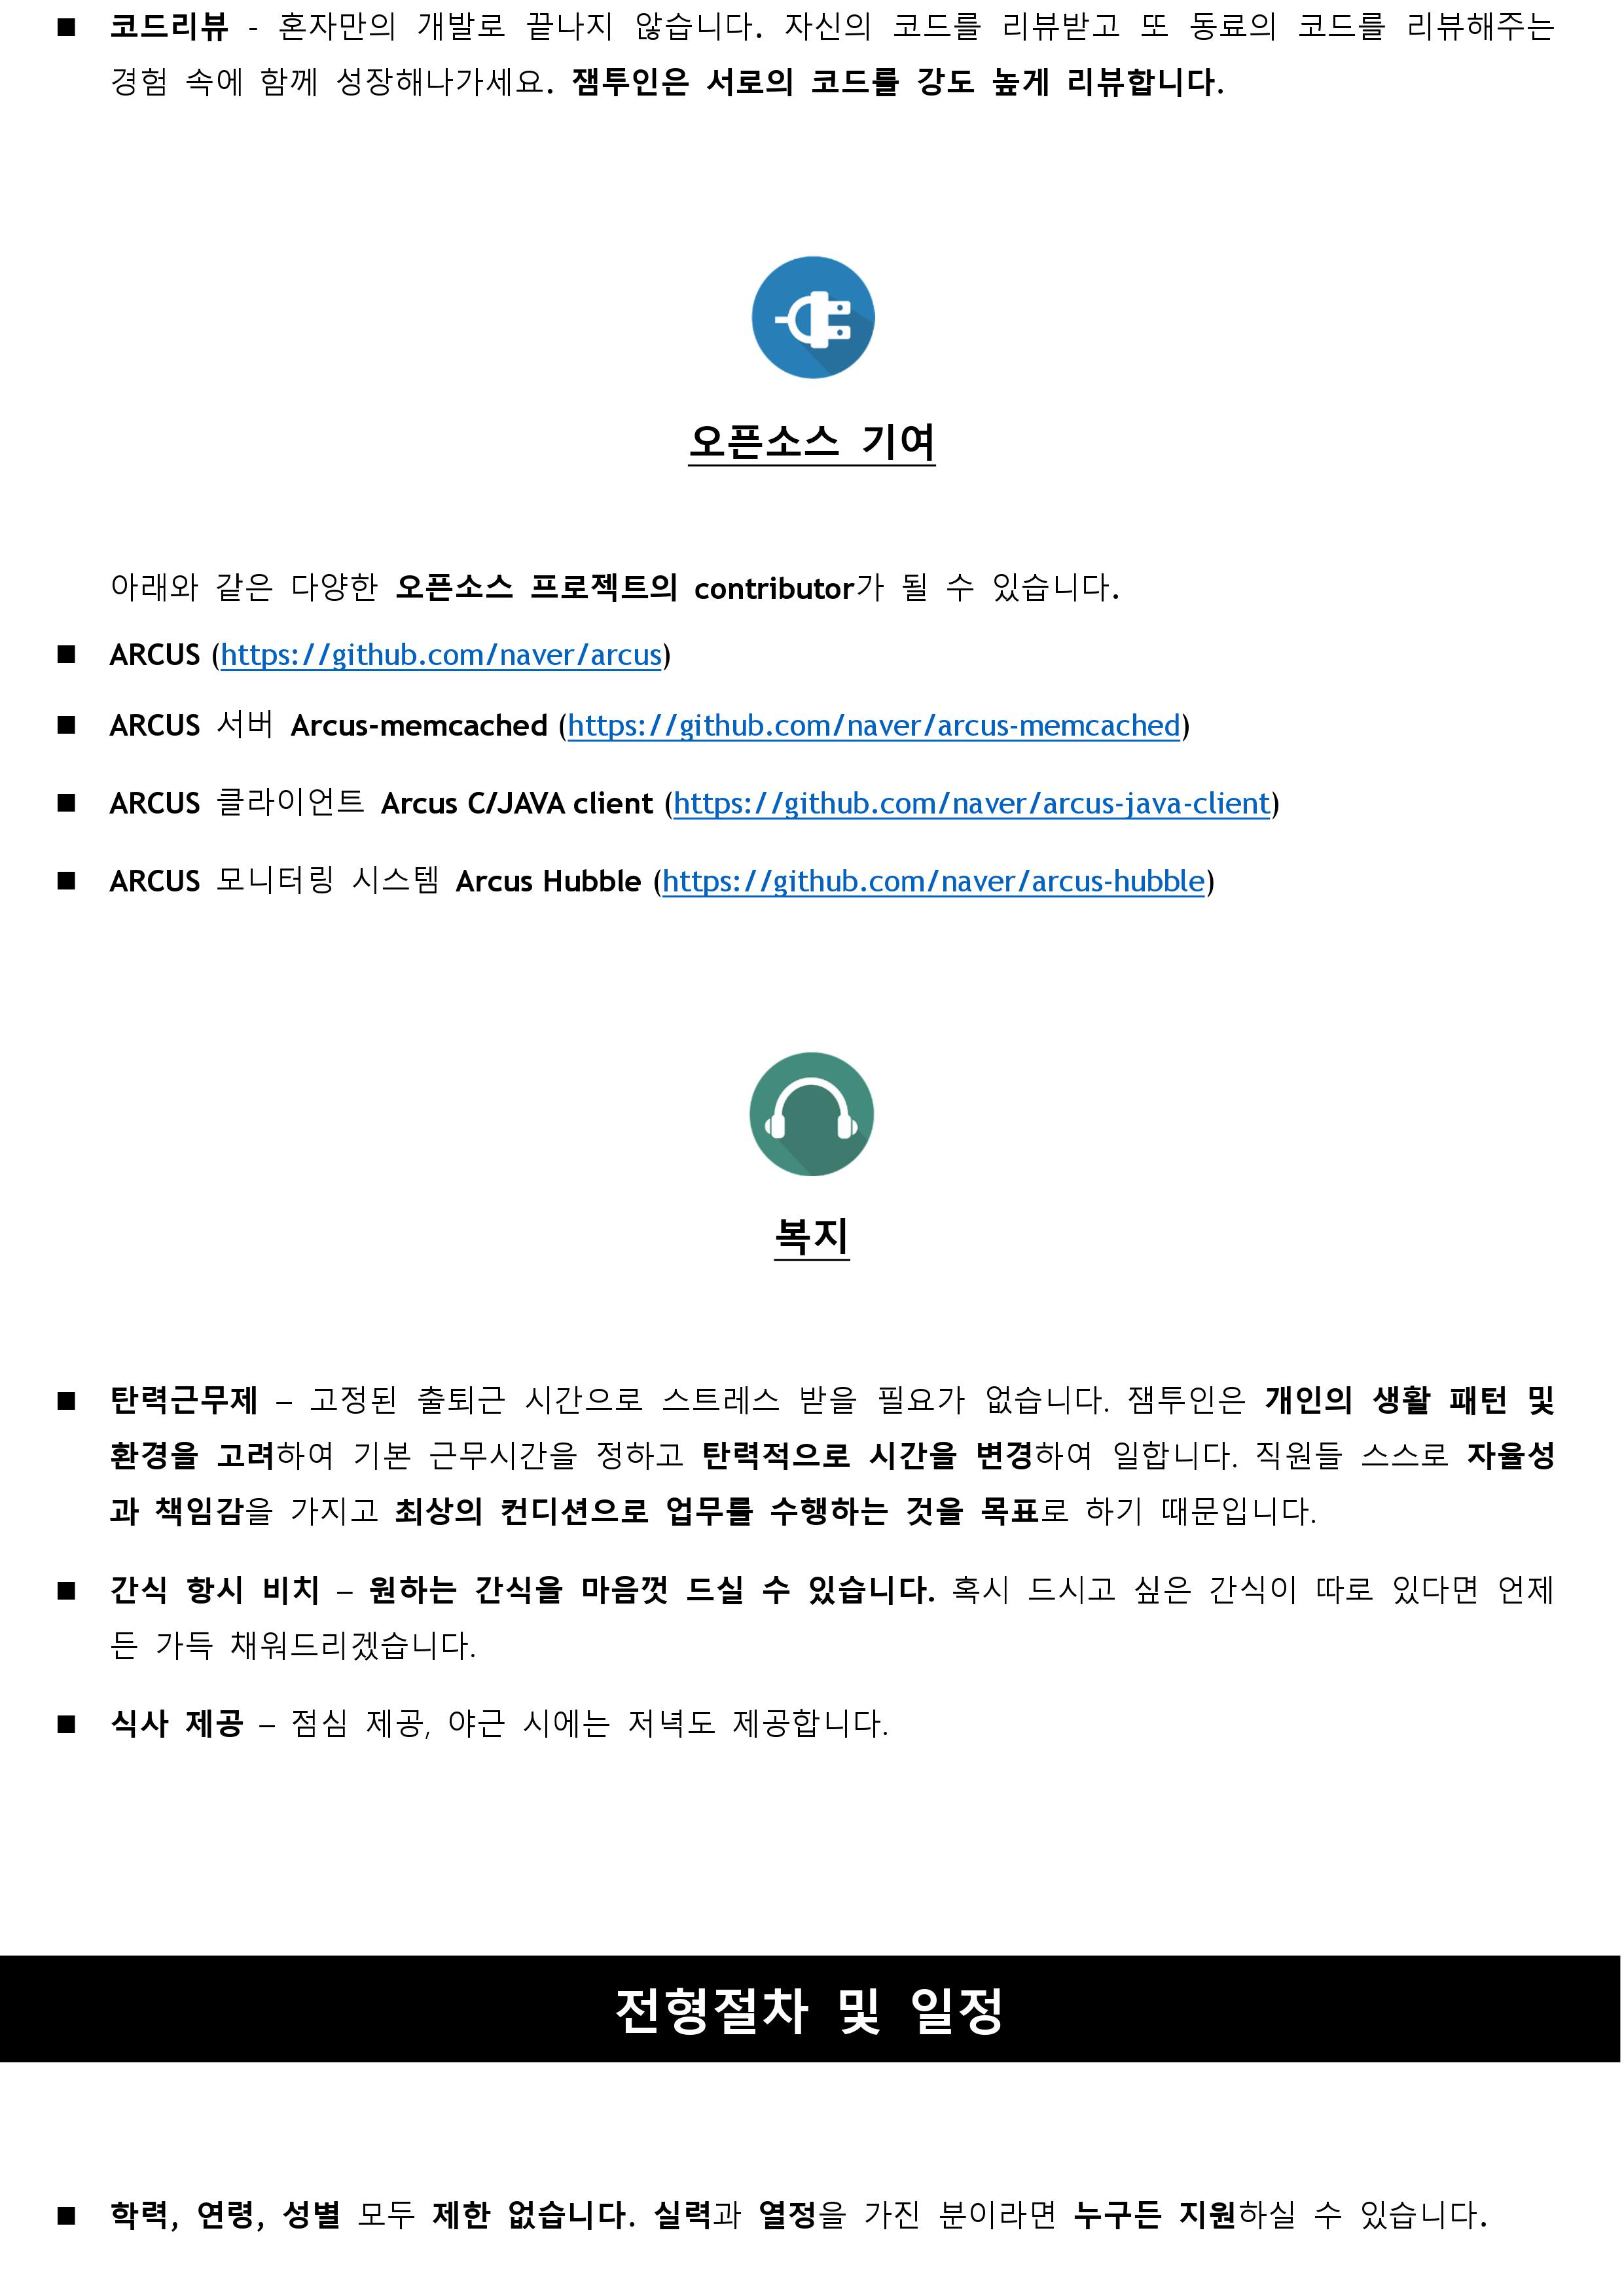 ■ 코드리뷰 - 혼자만의 개발로 끝나지 않습니다. 자신의 코드를 리뷰받고 또 동료의 코드를 리뷰해주는
경험 속에 함께 성장해나가세요. 잼투인은 서로의 코드를 강도 높게 리뷰합니다.
오픈소스 기여
아래와 같은 다양한 오픈소스 프로젝트의 contributor가 될 수 있습니다.
■ ARCUS (https://github.com/naver/arcus)
■ ARCUS 서버 Arcus-memcached (https://github.com/naver/arcus-memcached)
■ ARCUS 클라이언트 Arcus C/JAVA client (https://github.com/naver/arcus-java-client)
■ ARCUS 모니터링 시스템 Arcus Hubble (https://github.com/naver/arcus-hubble)
복지
■ 탄력근무제 – 고정된 출퇴근 시간으로 스트레스 받을 필요가 없습니다. 잼투인은 개인의 생활 패턴 및
환경을 고려하여 기본 근무시간을 정하고 탄력적으로 시간을 변경하여 일합니다. 직원들 스스로 자율성
과 책임감을 가지고 최상의 컨디션으로 업무를 수행하는 것을 목표로 하기 때문입니다.
■ 간식 항시 비치 – 원하는 간식을 마음껏 드실 수 있습니다. 혹시 드시고 싶은 간식이 따로 있다면 언제
든 가득 채워드리겠습니다.
■ 식사 제공 – 점심 제공, 야근 시에는 저녁도 제공합니다.
전형절차 및 일정
■ 학력, 연령, 성별 모두 제한 없습니다. 실력과 열정을 가진 분이라면 누구든 지원하실 수 있습니다.